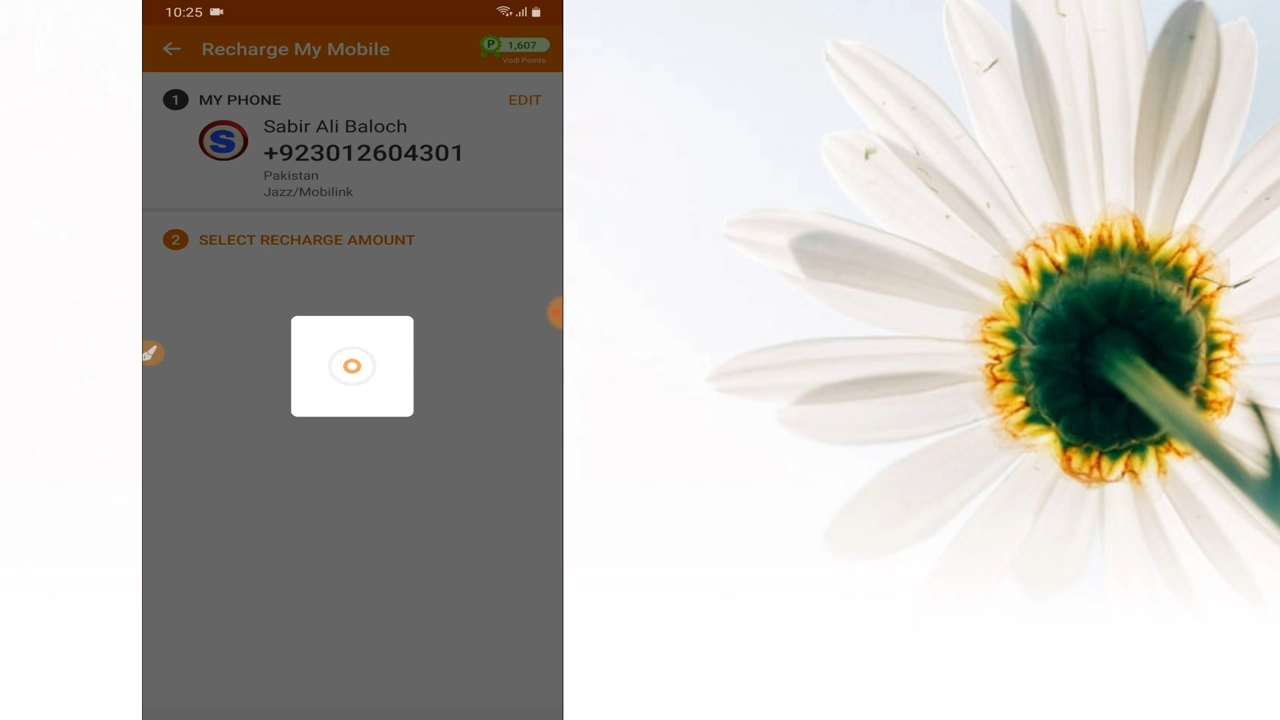 10:25
Recharge My Mobile
P 1,607
Vodi Points
1 MY PHONE EDIT
S
Sabir Ali Baloch
+923012604301
Pakistan
Jazz/Mobilink
2 SELECT RECHARGE AMOUNT